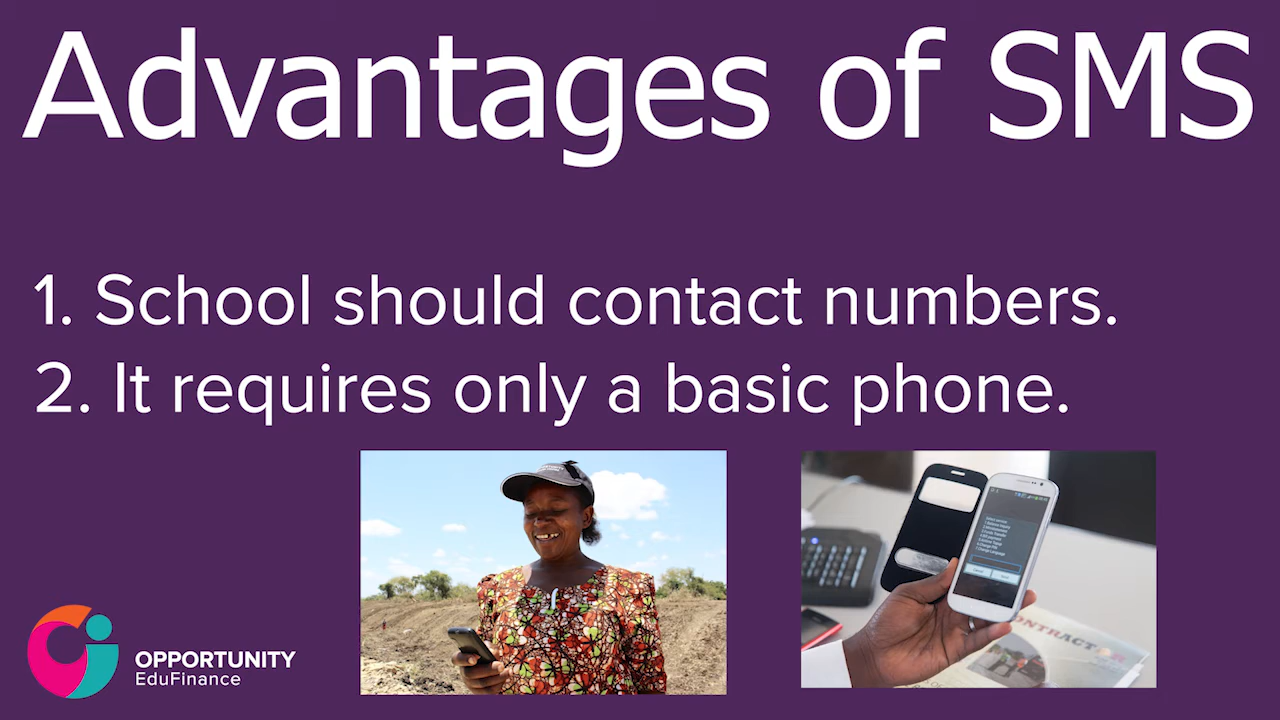 Advantages of SMS
1. School should contact numbers.
2. It requires only a basic phone.
OPPORTUNITY
EduFinance